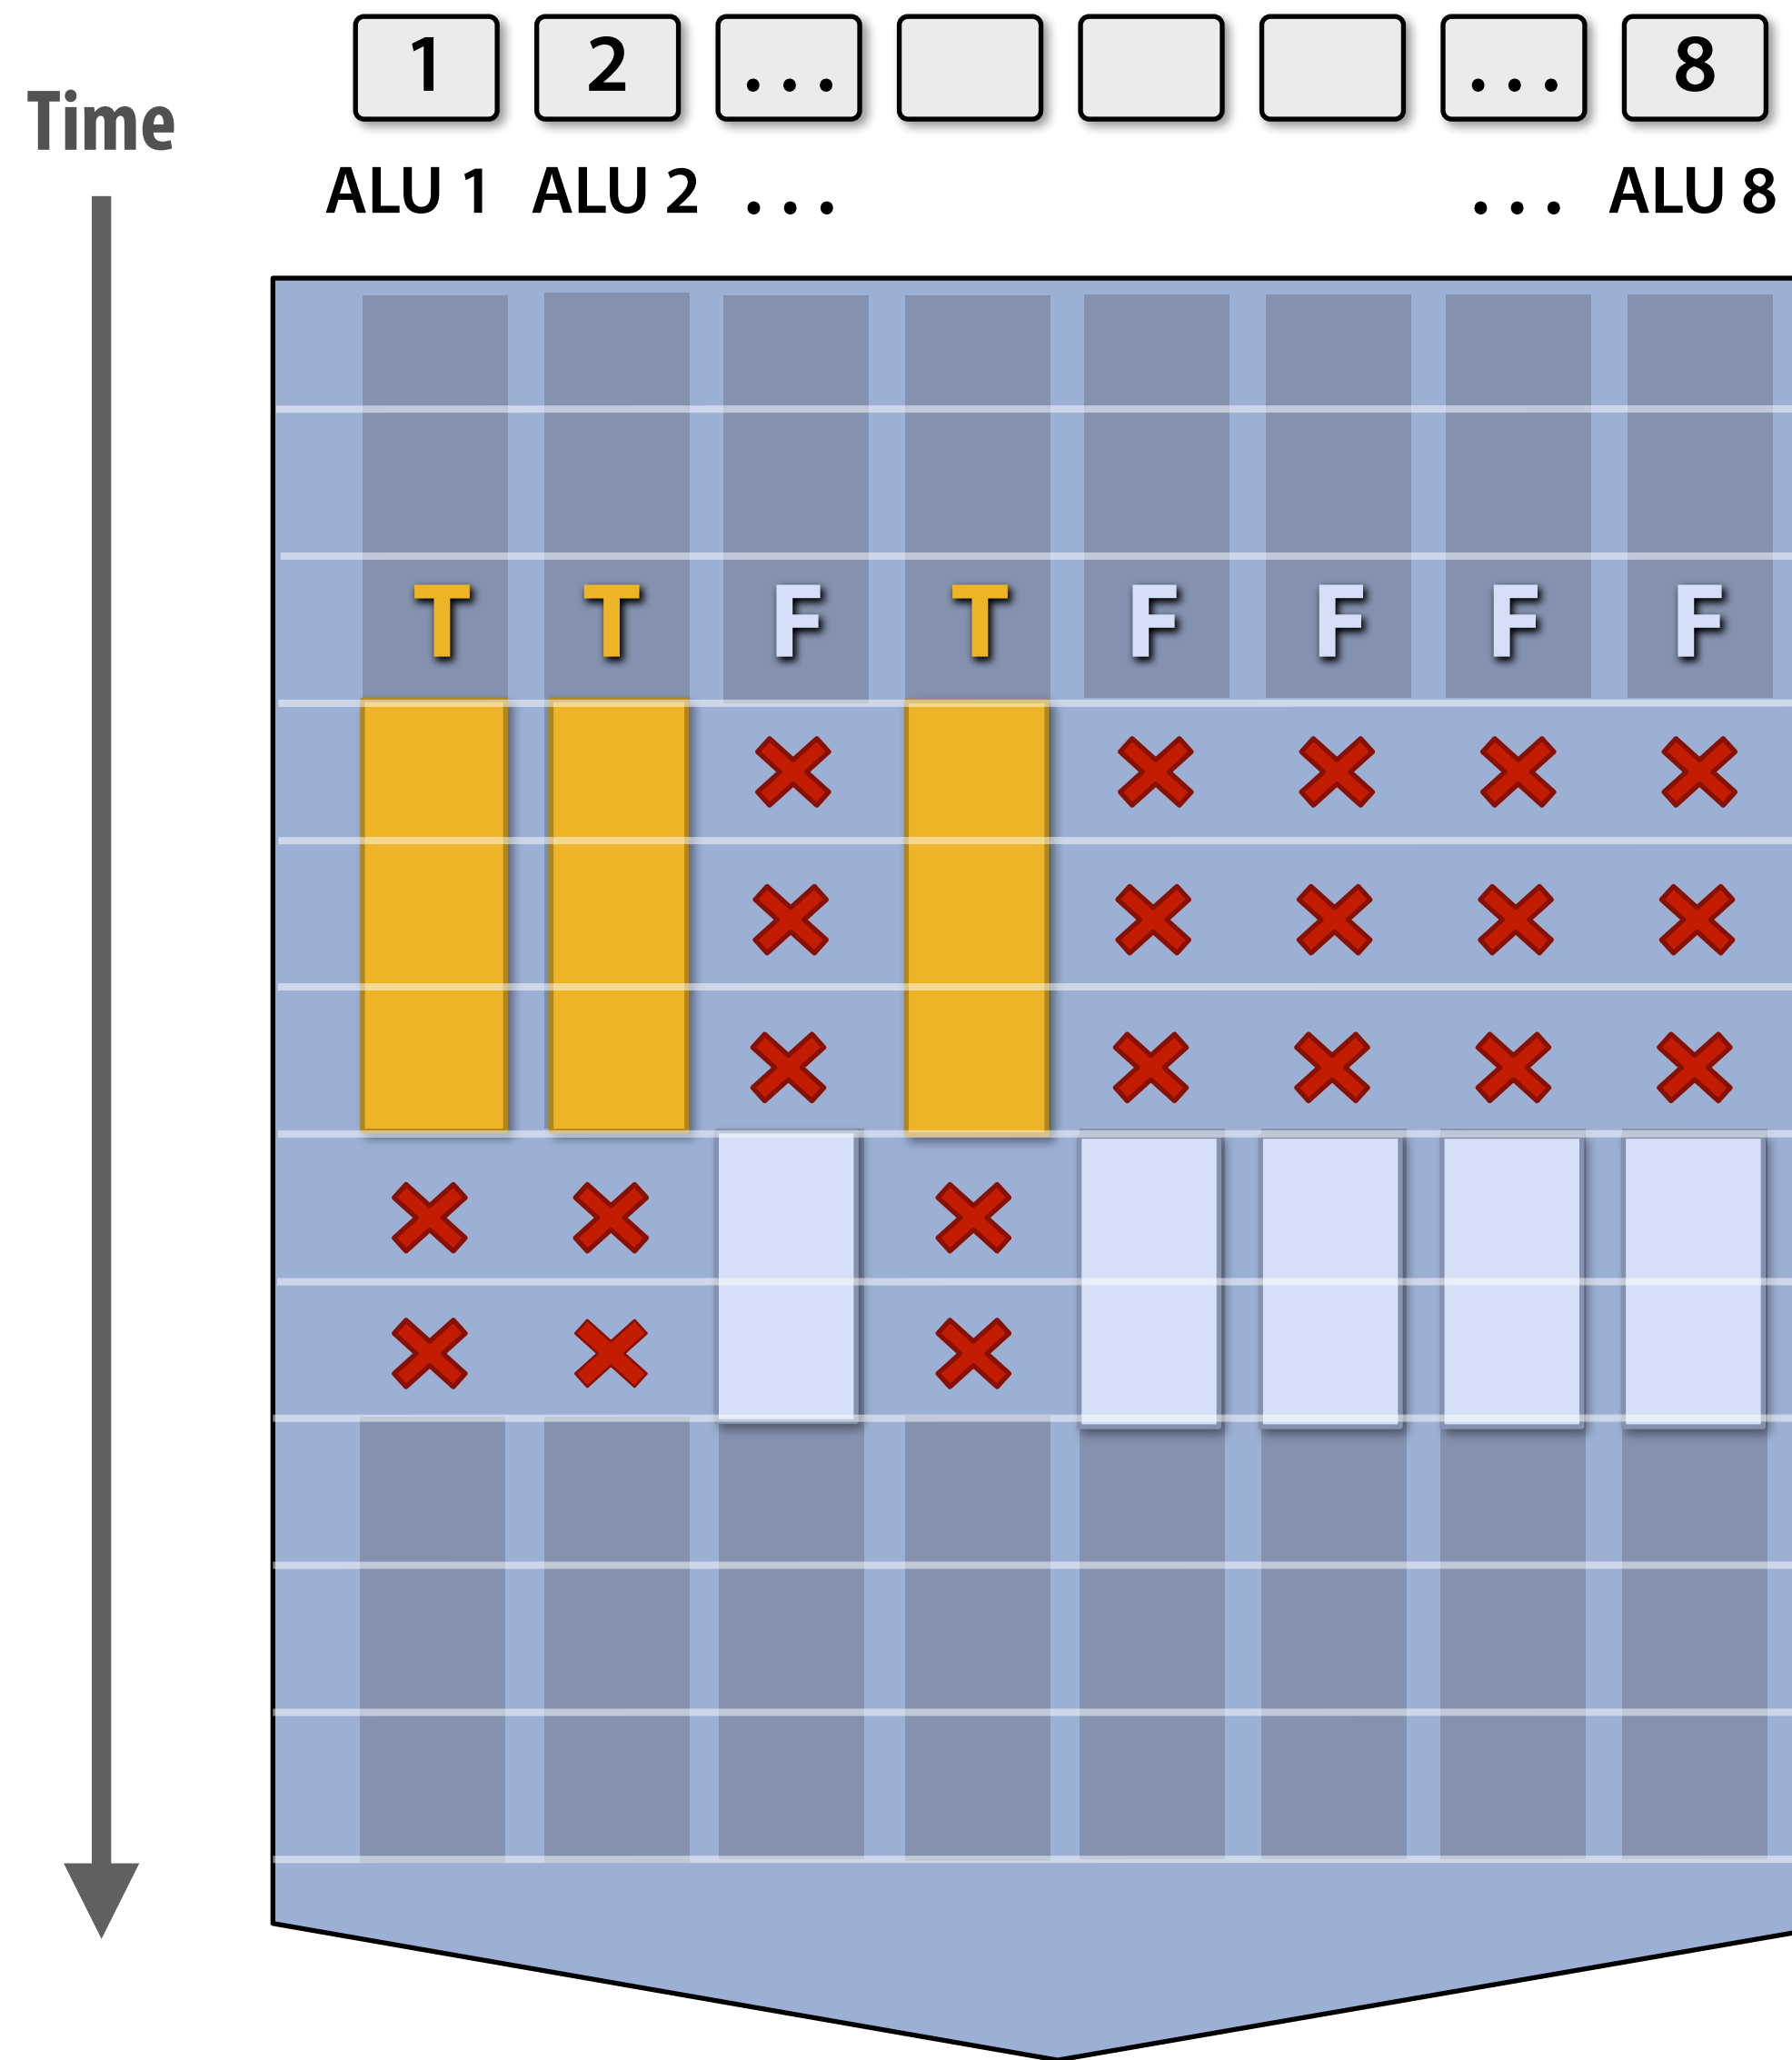 1 2 . . . . . . 8
Time
ALU 1 ALU 2 . . . . . . ALU 8
T T F T F F F F